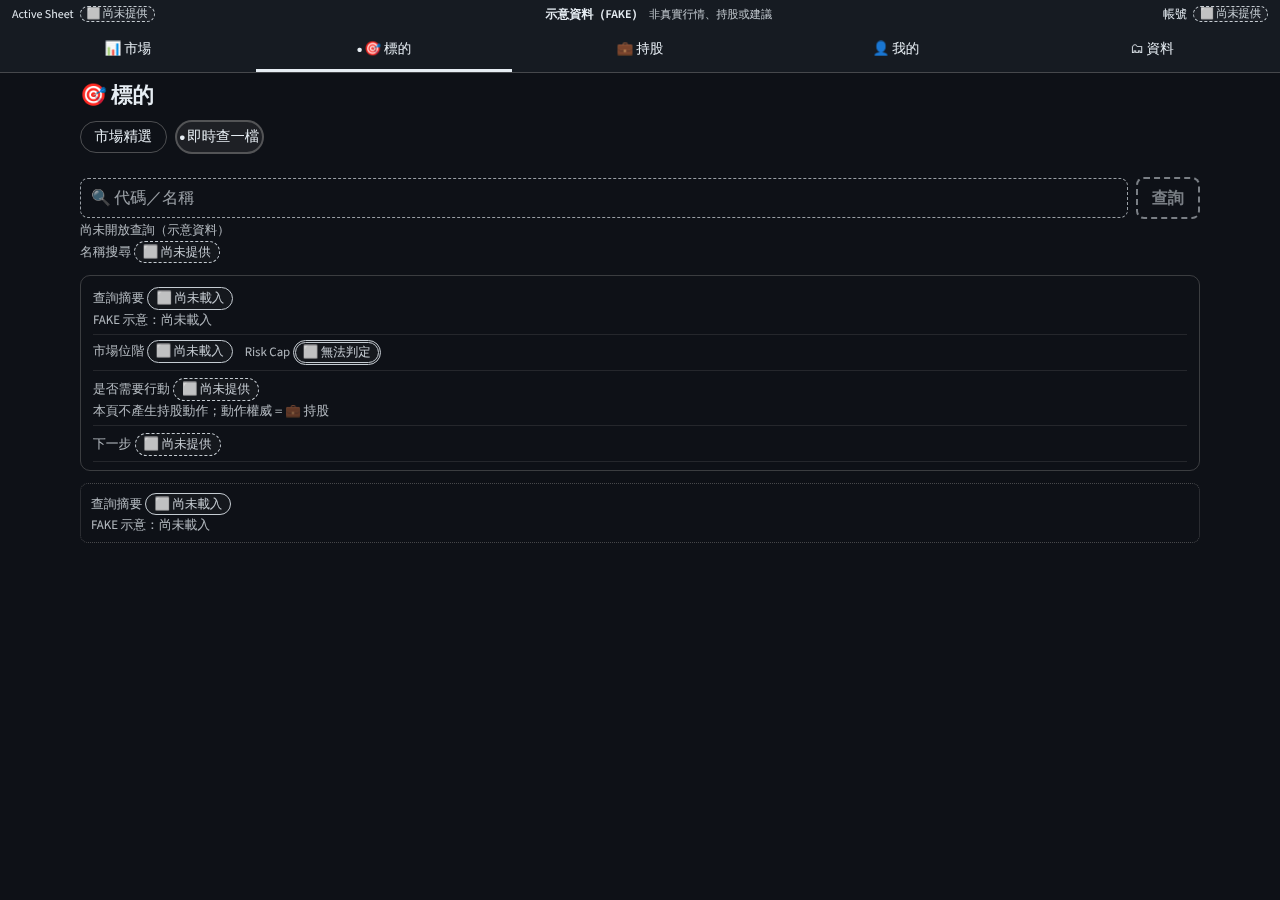 Active Sheet ⬜ 尚未提供 示意資料（FAKE） 非真實行情、持股或建議 帳號 ⬜ 尚未提供
📊 市場 • 🎯 標的 💼 持股 👤 我的 🗂 資料
🎯 標的
市場精選 • 即時查一檔
🔍 代碼／名稱 查詢
尚未開放查詢（示意資料）
名稱搜尋 ⬜ 尚未提供
查詢摘要 ⬜ 尚未載入
FAKE 示意：尚未載入
市場位階 ⬜ 尚未載入 Risk Cap ⬜ 無法判定
是否需要行動 ⬜ 尚未提供
本頁不產生持股動作；動作權威＝💼 持股
下一步 ⬜ 尚未提供
查詢摘要 ⬜ 尚未載入
FAKE 示意：尚未載入